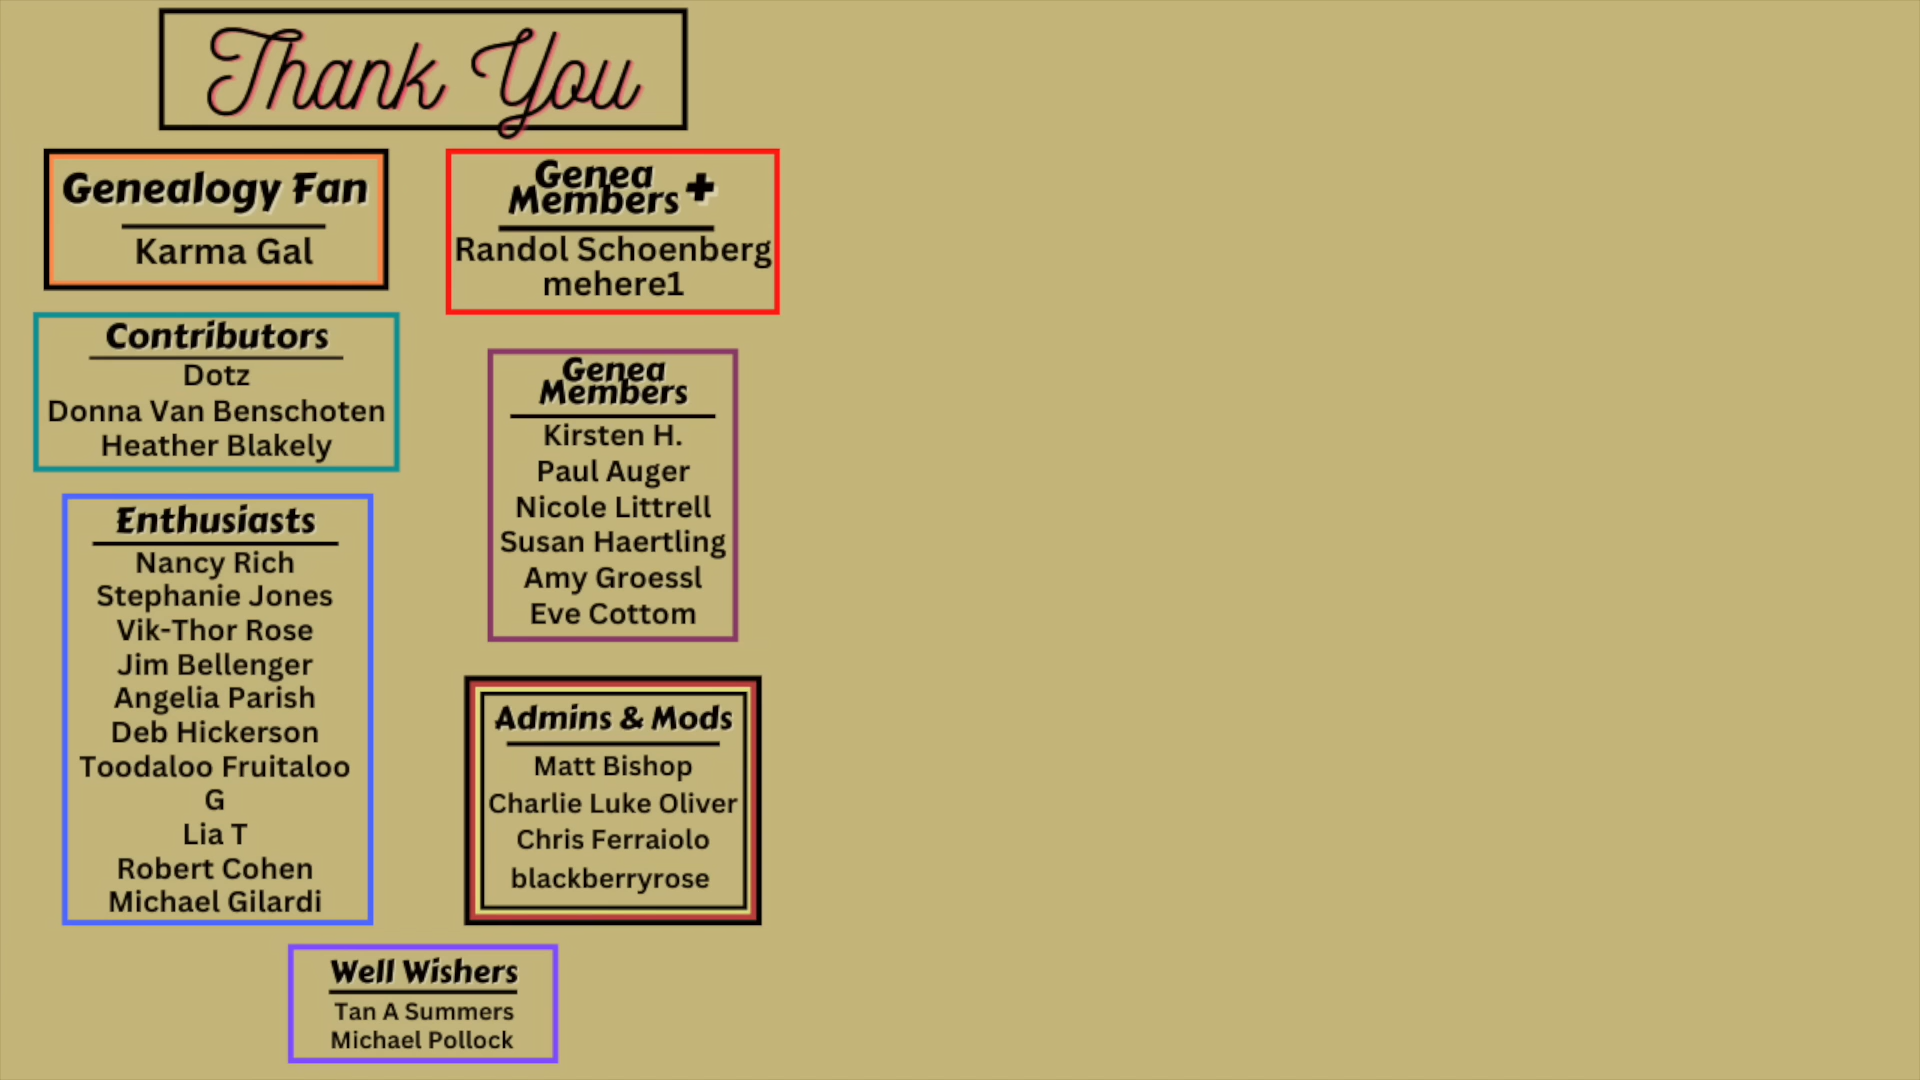 Thank You
Genealogy Fan
Karma Gal
Genea
Members +
Randol Schoenberg
mehere1
Contributors
Dotz
Donna Van Benschoten
Heather Blakely
Genea
Members
Kirsten H.
Paul Auger
Nicole Littrell
Susan Haertling
Amy Groessl
Eve Cottom
Enthusiasts
Nancy Rich
Stephanie Jones
Vik-Thor Rose
Jim Bellenger
Angelia Parish
Deb Hickerson
Toodaloo Fruitaloo
G
Lia T
Robert Cohen
Michael Gilardi
Admins & Mods
Matt Bishop
Charlie Luke Oliver
Chris Ferraiolo
blackberryrose
Well Wishers
Tan A Summers
Michael Pollock